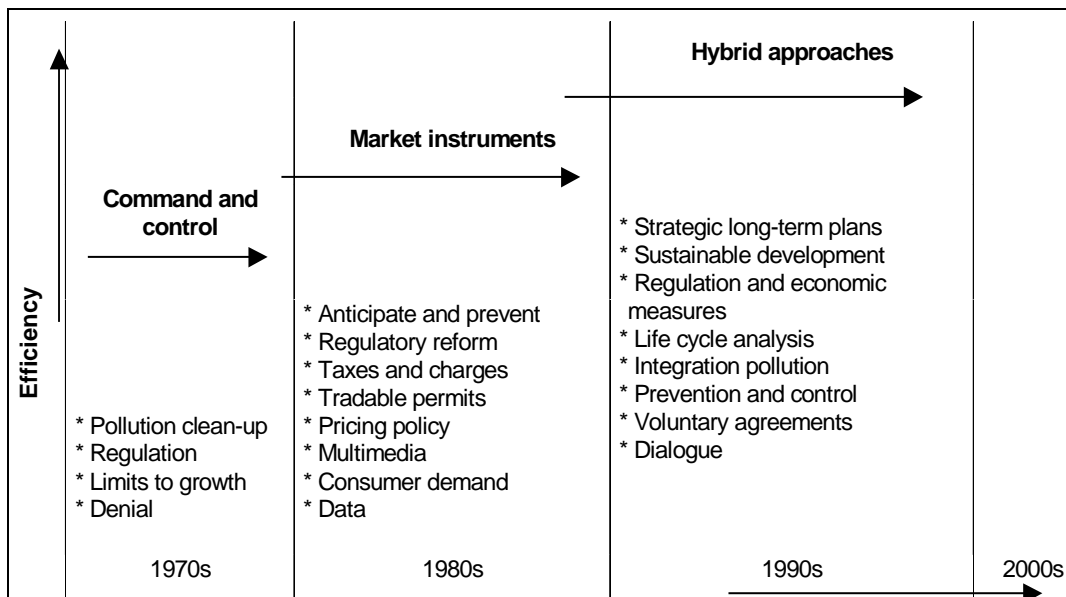 Hybrid approaches
Market instruments
Command and
control
Efficiency
* Pollution clean-up
* Regulation
* Limits to growth
* Denial
* Anticipate and prevent
* Regulatory reform
* Taxes and charges
* Tradable permits
* Pricing policy
* Multimedia
* Consumer demand
* Data
* Strategic long-term plans
* Sustainable development
* Regulation and economic
measures
* Life cycle analysis
* Integration pollution
* Prevention and control
* Voluntary agreements
* Dialogue
1970s
1980s
1990s
2000s